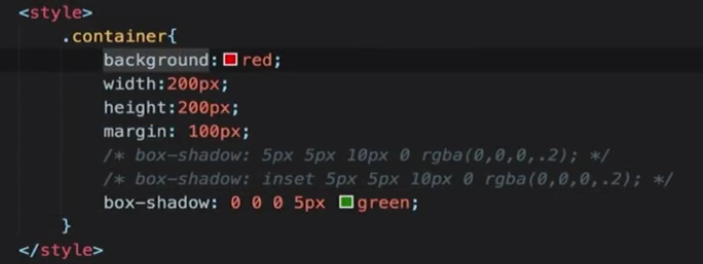 <style>
.container{
background: red;
width:200px;
height:200px;
margin: 100px;
/* box-shadow: 5px 5px 10px 0 rgba(0,0,0,.2); */
/* box-shadow: inset 5px 5px 10px 0 rgba(0,0,0,.2); */
box-shadow: 0 0 0 5px green;
}
</style>